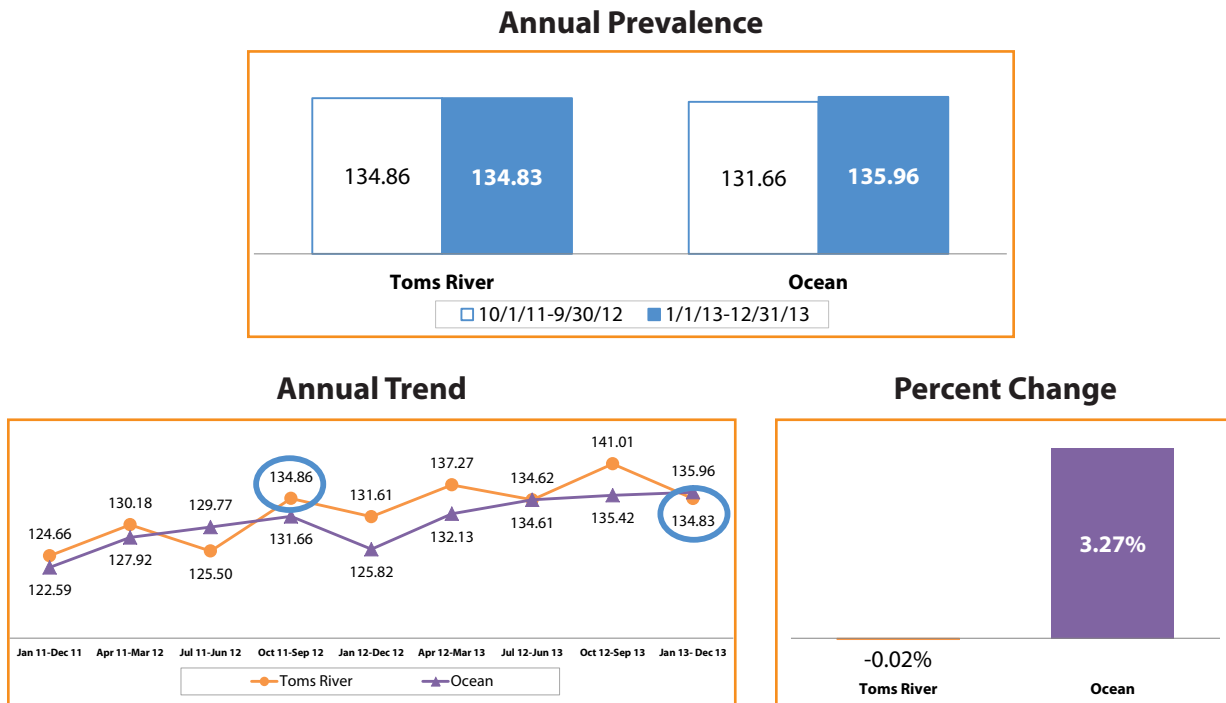 Annual Prevalence
134.86
134.83
131.66
135.96
Toms River
Ocean
10/1/11-9/30/12
1/1/13-12/31/13
Annual Trend
124.66
130.18
129.77
134.86
131.61
137.27
134.62
141.01
135.96
122.59
127.92
125.50
131.66
125.82
132.13
134.61
135.42
134.83
Jan 11-Dec 11
Apr 11-Mar 12
Jul 11-Jun 12
Oct 11-Sep 12
Jan 12-Dec 12
Apr 12-Mar 13
Jul 12-Jun 13
Oct 12-Sep 13
Jan 13- Dec 13
Toms River
Ocean
Percent Change
3.27%
-0.02%
Toms River
Ocean